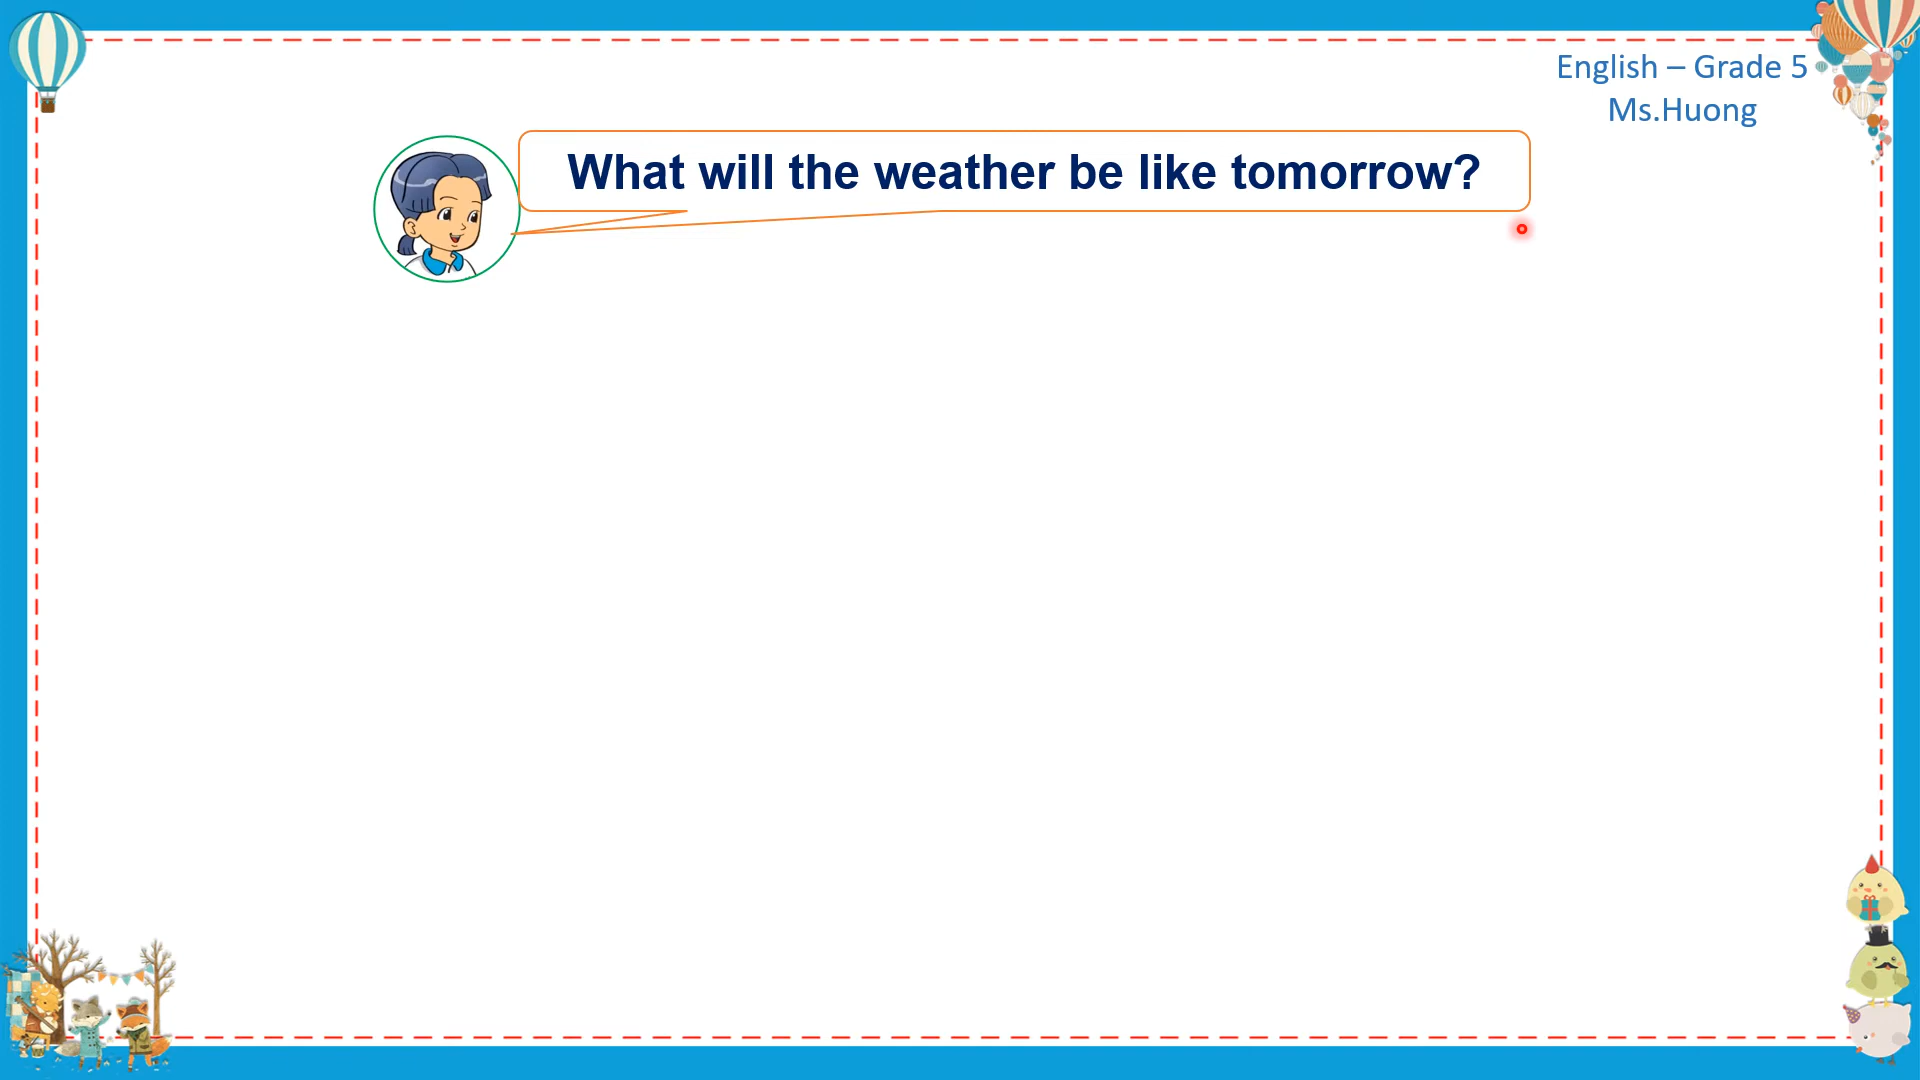 English – Grade 5
Ms.Huong
What will the weather be like tomorrow?